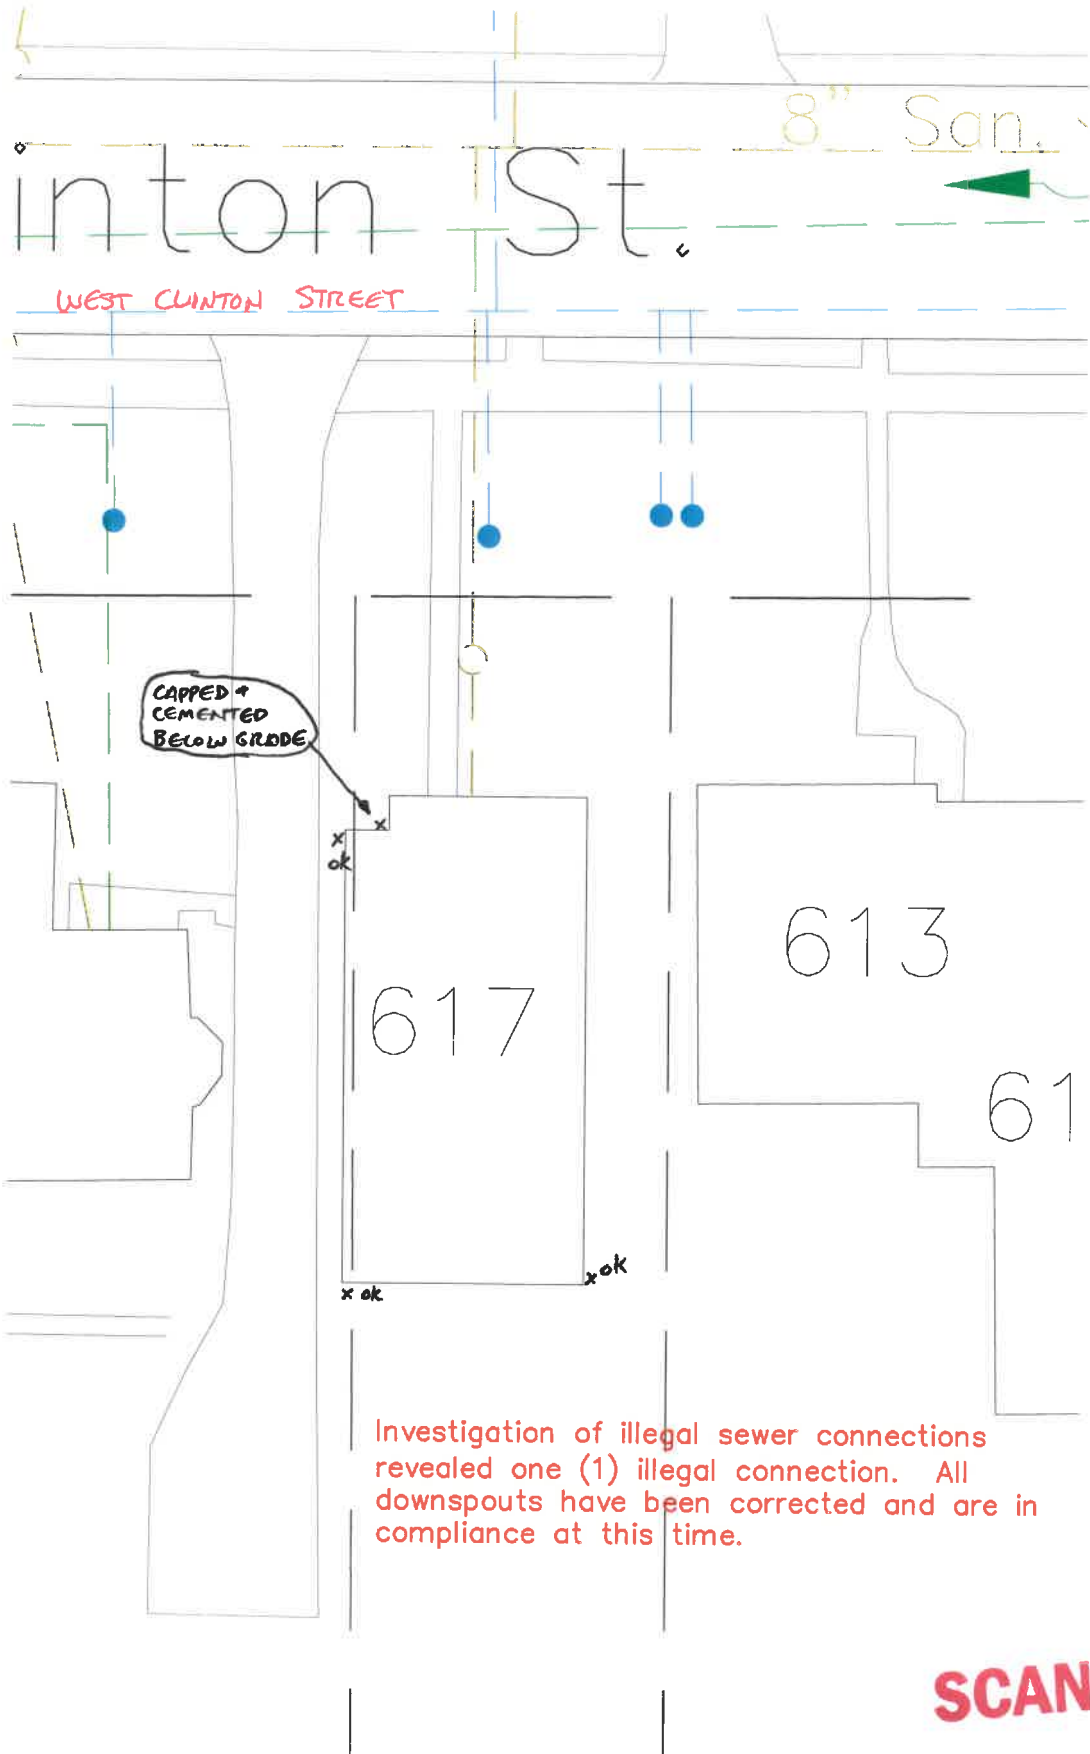 8" San.
inton St.
WEST CLINTON STREET
CAPPED +
CEMENTED
BELOW GRADE
x
x
ok
613
617
61
x ok
x ok
Investigation of illegal sewer connections
revealed one (1) illegal connection. All
downspouts have been corrected and are in
compliance at this time.
SCAN